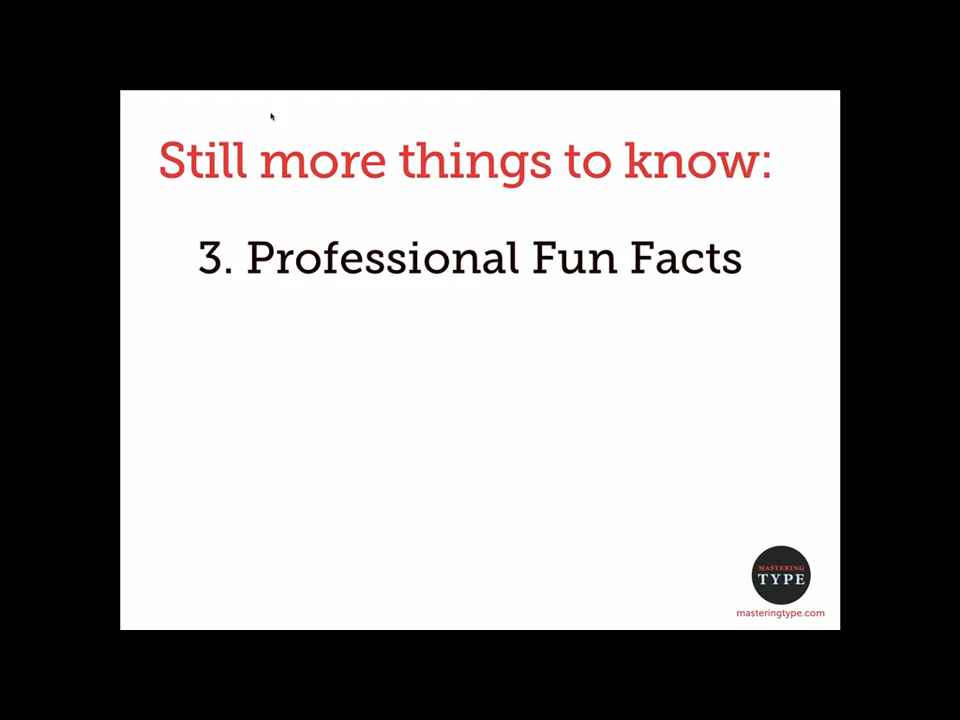 Still more things to know:
3. Professional Fun Facts
MASTERING
TYPE
masteringtype.com